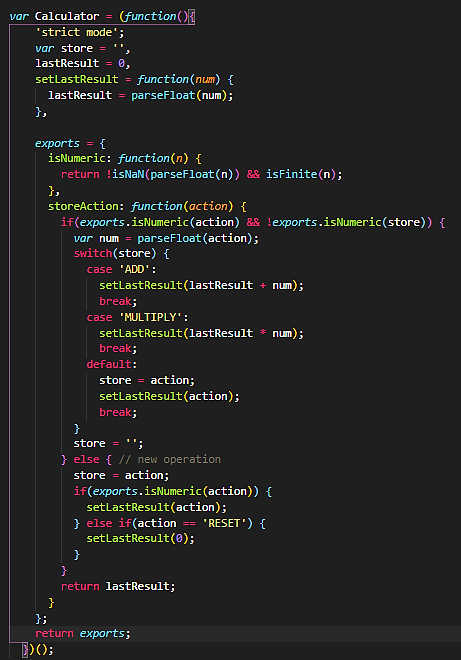 var Calculator = (function(){
'strict mode';
var store = '',
lastResult = 0,
setLastResult = function(num) {
lastResult = parseFloat(num);
},
exports = {
isNumeric: function(n) {
return !isNaN(parseFloat(n)) && isFinite(n);
},
storeAction: function(action) {
if(exports.isNumeric(action) && !exports.isNumeric(store)) {
var num = parseFloat(action);
switch(store) {
case 'ADD':
setLastResult(lastResult + num);
break;
case 'MULTIPLY':
setLastResult(lastResult * num);
break;
default:
store = action;
setLastResult(action);
break;
}
store = '';
} else { // new operation
store = action;
if(exports.isNumeric(action)) {
setLastResult(action);
} else if(action == 'RESET') {
setLastResult(0);
}
}
return lastResult;
}
};
return exports;
})();